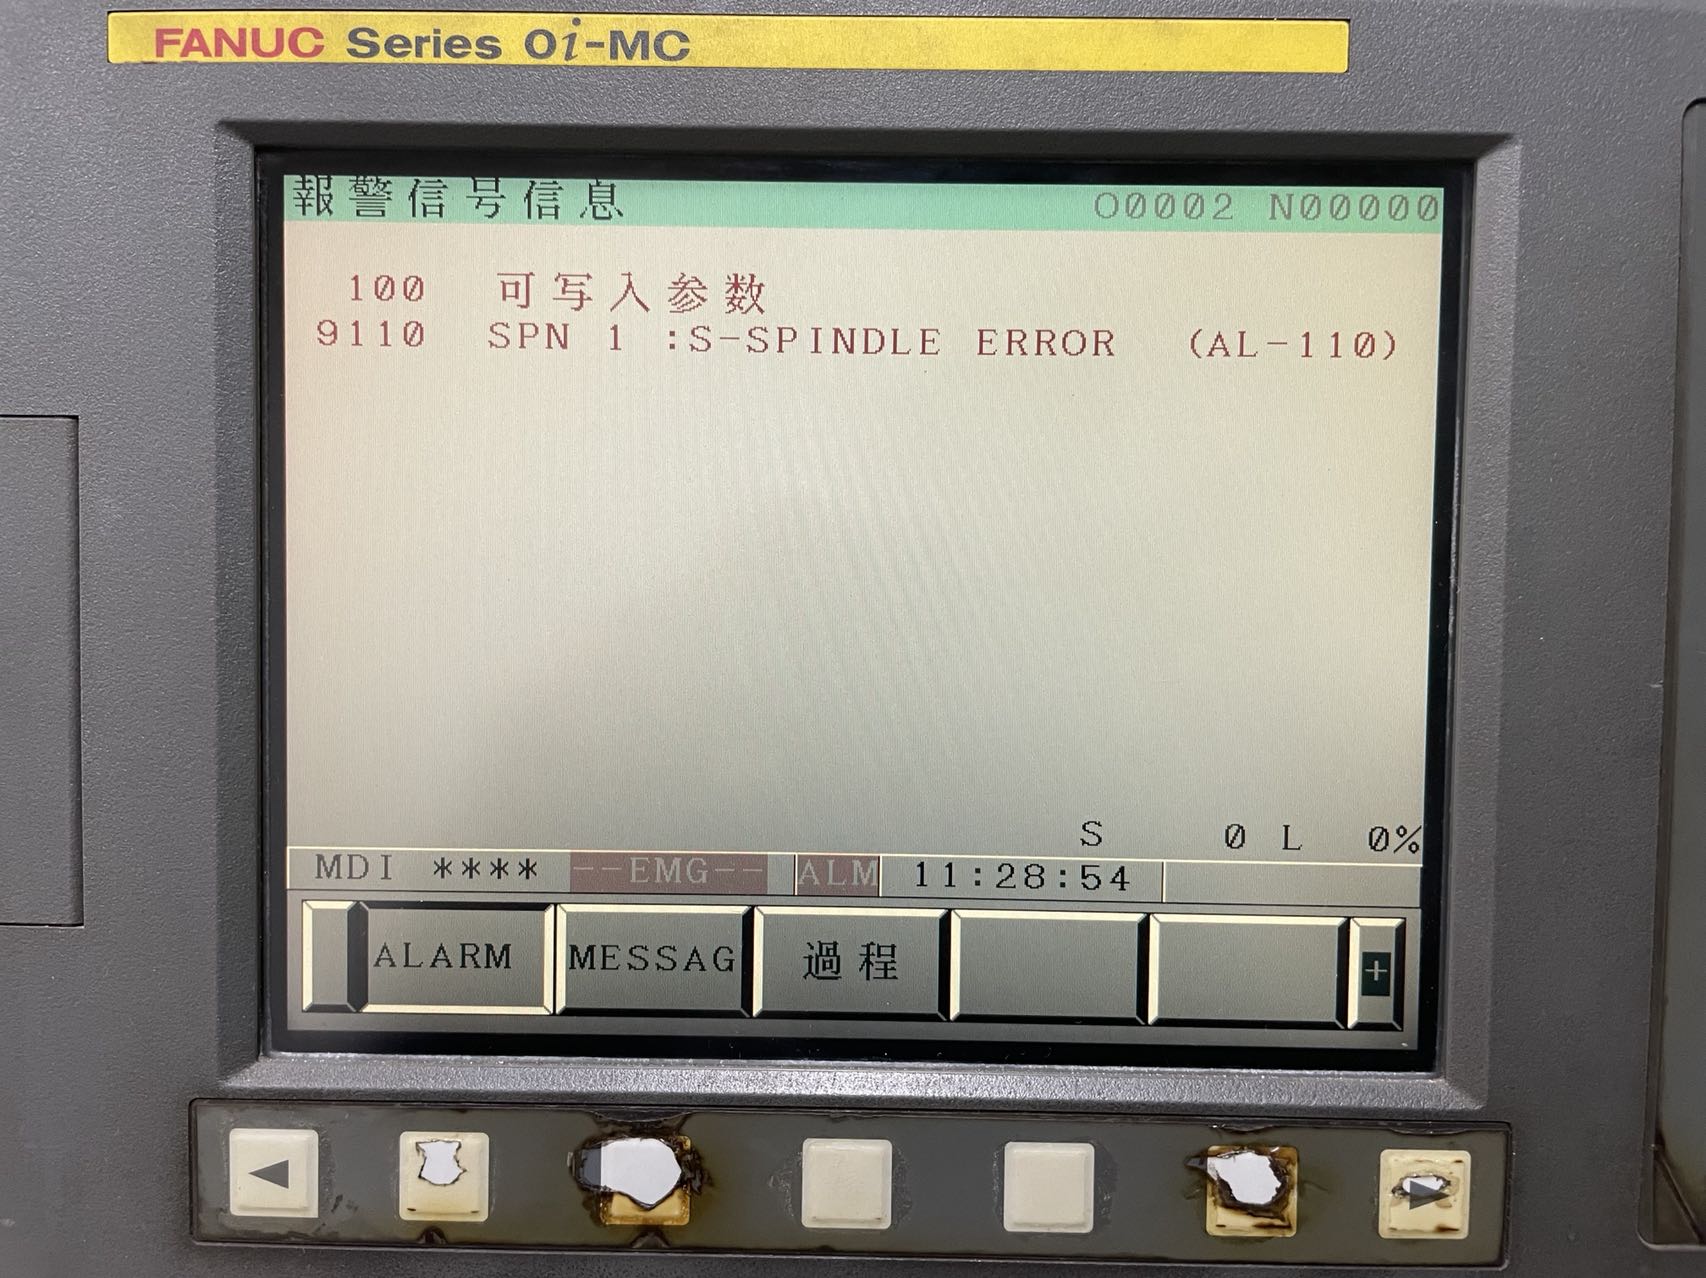 FANUC Series 0i-MC
報警信号信息 O0002 N00000
100 可写入参数
9110 SPN 1 :S-SPINDLE ERROR (AL-110)
S 0 L 0%
MDI **** --EMG-- ALM 11:28:54
ALARM MESSAG 過程 +